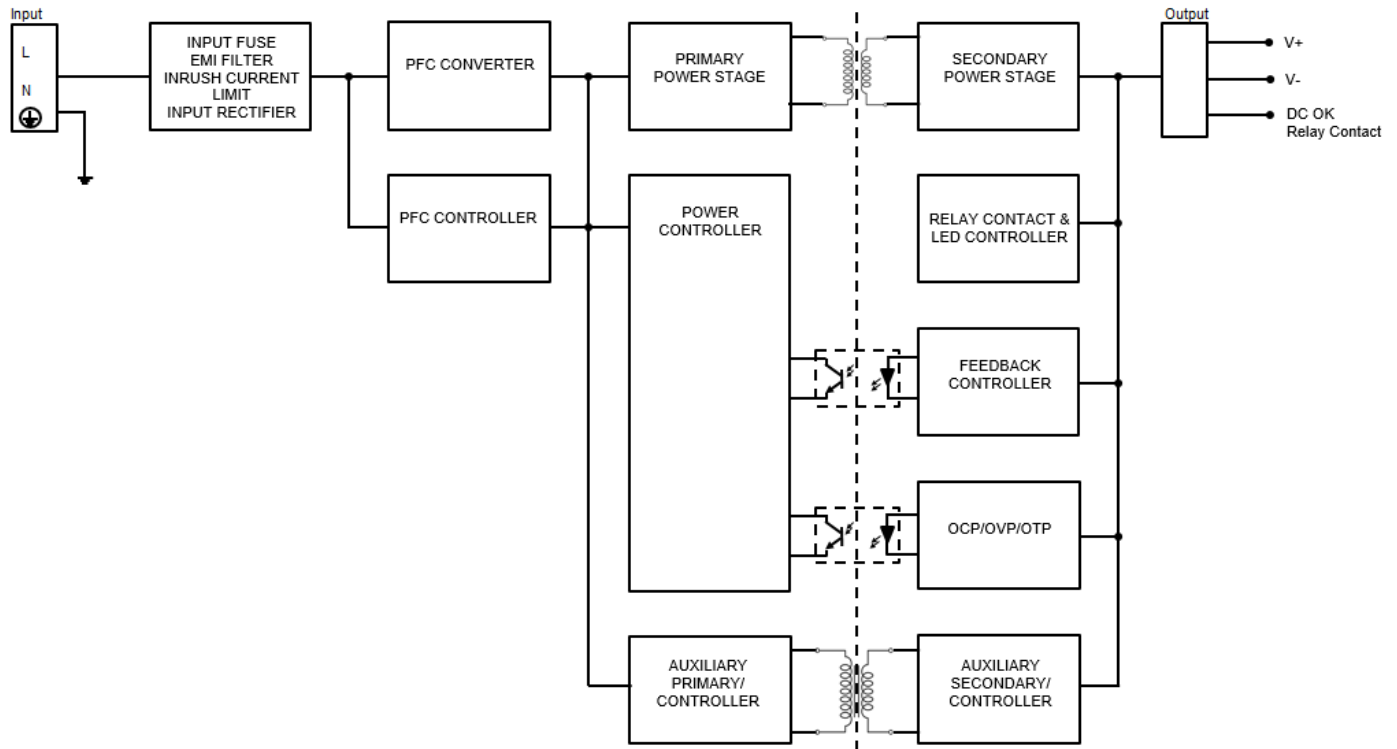 Input
L
N
INPUT FUSE
EMI FILTER
INRUSH CURRENT
LIMIT
INPUT RECTIFIER
PFC CONVERTER
PFC CONTROLLER
PRIMARY
POWER STAGE
POWER
CONTROLLER
AUXILIARY
PRIMARY/
CONTROLLER
SECONDARY
POWER STAGE
RELAY CONTACT &
LED CONTROLLER
FEEDBACK
CONTROLLER
OCP/OVP/OTP
AUXILIARY
SECONDARY/
CONTROLLER
Output
V+
V-
DC OK
Relay Contact